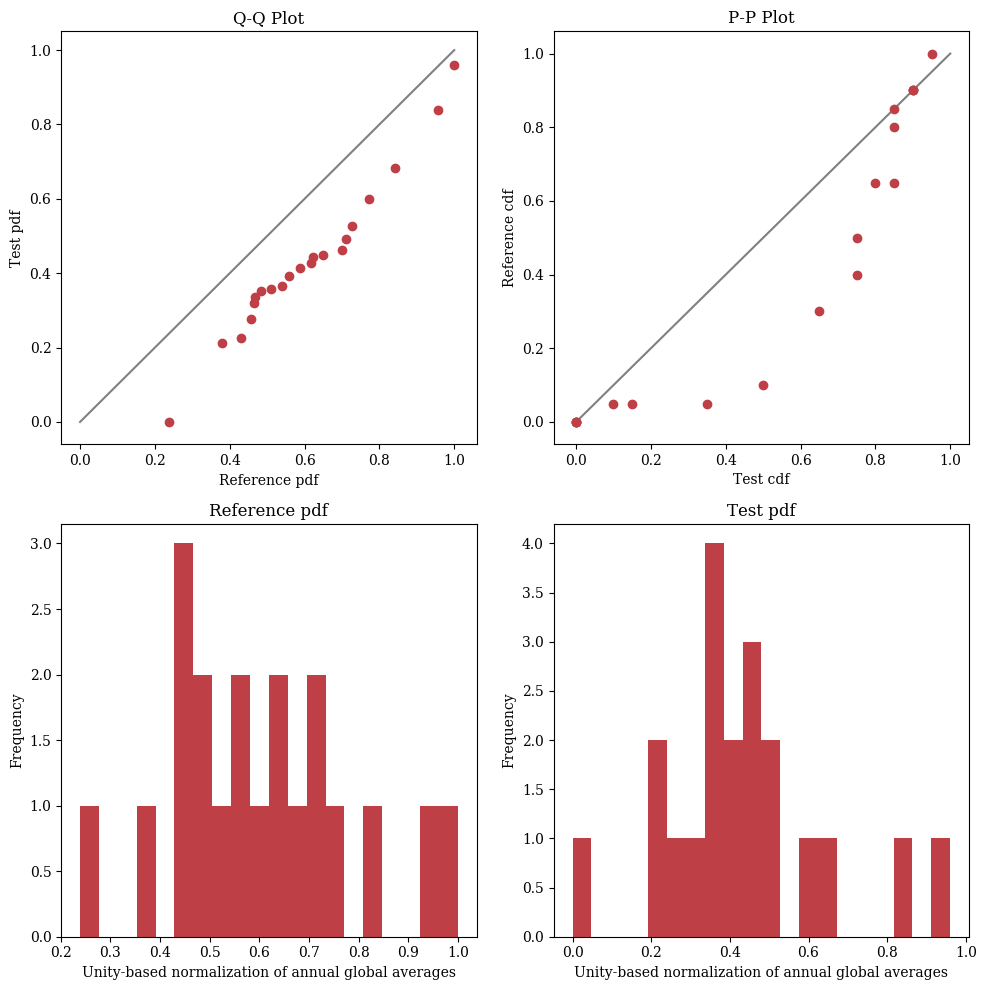 Q-Q Plot
1.0
0.8
0.6
0.4
0.2
0.0
Test pdf
0.0 0.2 0.4 0.6 0.8 1.0
Reference pdf
P-P Plot
1.0
0.8
0.6
0.4
0.2
0.0
Reference cdf
0.0 0.2 0.4 0.6 0.8 1.0
Test cdf
Reference pdf
3.0
2.5
2.0
1.5
1.0
0.5
0.0
Frequency
0.2 0.3 0.4 0.5 0.6 0.7 0.8 0.9 1.0
Unity-based normalization of annual global averages
Test pdf
4.0
3.5
3.0
2.5
2.0
1.5
1.0
0.5
0.0
Frequency
0.0 0.2 0.4 0.6 0.8 1.0
Unity-based normalization of annual global averages